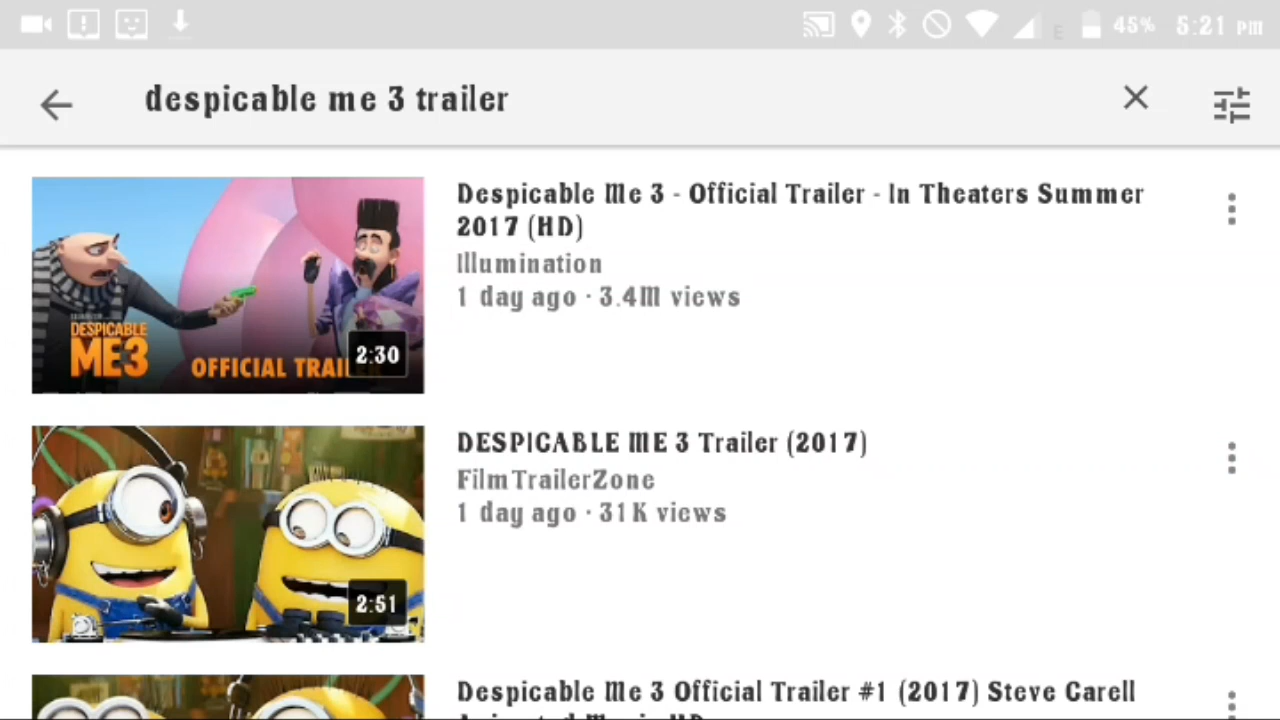 45% 5:21 PM
despicable me 3 trailer
Despicable Me 3 - Official Trailer - In Theaters Summer
2017 (HD)
Illumination
1 day ago · 3.4M views
DESPICABLE
ME3
OFFICIAL TRAIL
2:30
DESPICABLE ME 3 Trailer (2017)
FilmTrailerZone
1 day ago · 31K views
2:51
Despicable Me 3 Official Trailer #1 (2017) Steve Carell